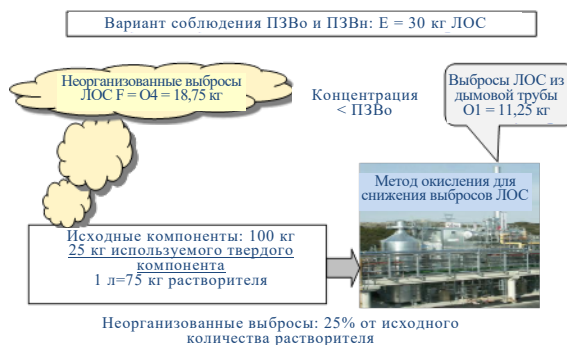 Вариант соблюдения ПЗВо и ПЗВн: E = 30 кг ЛОС
Неорганизованные выбросы
ЛОС F = O4 = 18,75 кг
Концентрация
< ПЗВо
Выбросы ЛОС из
дымовой трубы
O1 = 11,25 кг
Метод окисления для
снижения выбросов ЛОС
Исходные компоненты: 100 кг
25 кг используемого твердого
компонента
1 л=75 кг растворителя
Неорганизованные выбросы: 25% от исходного
количества растворителя